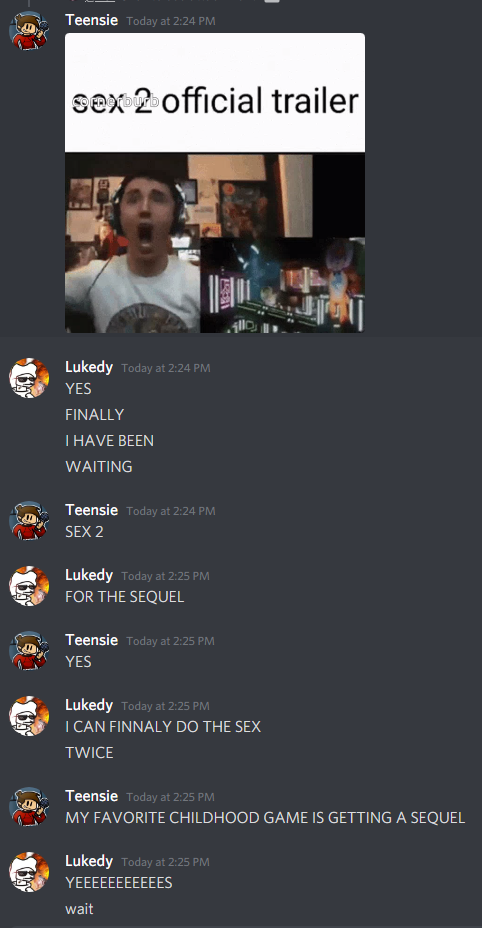 Teensie Today at 2:24 PM
sex 2 official trailer
cornerburb
Lukedy Today at 2:24 PM
YES
FINALLY
I HAVE BEEN
WAITING
Teensie Today at 2:24 PM
SEX 2
Lukedy Today at 2:25 PM
FOR THE SEQUEL
Teensie Today at 2:25 PM
YES
Lukedy Today at 2:25 PM
I CAN FINNALY DO THE SEX
TWICE
Teensie Today at 2:25 PM
MY FAVORITE CHILDHOOD GAME IS GETTING A SEQUEL
Lukedy Today at 2:25 PM
YEEEEEEEEEEES
wait